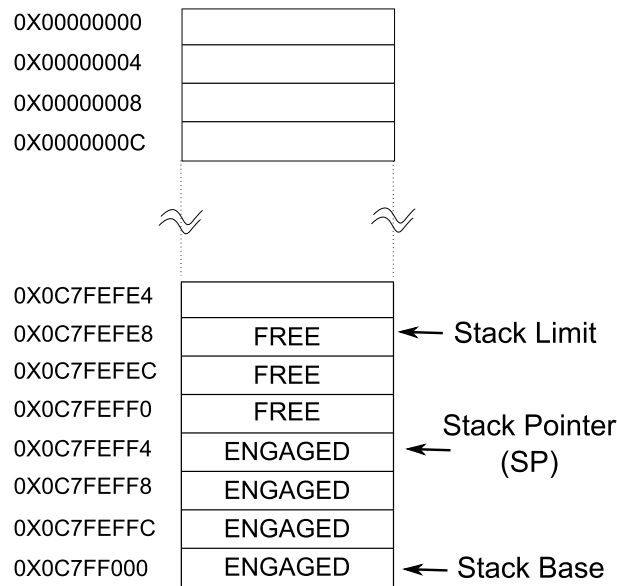 0X00000000
0X00000004
0X00000008
0X0000000C
0X0C7FEFE4
0X0C7FEFE8 FREE Stack Limit
0X0C7FEFEC FREE
0X0C7FEFF0 FREE
0X0C7FEFF4 ENGAGED Stack Pointer
(SP)
0X0C7FEFF8 ENGAGED
0X0C7FEFFC ENGAGED
0X0C7FF000 ENGAGED Stack Base